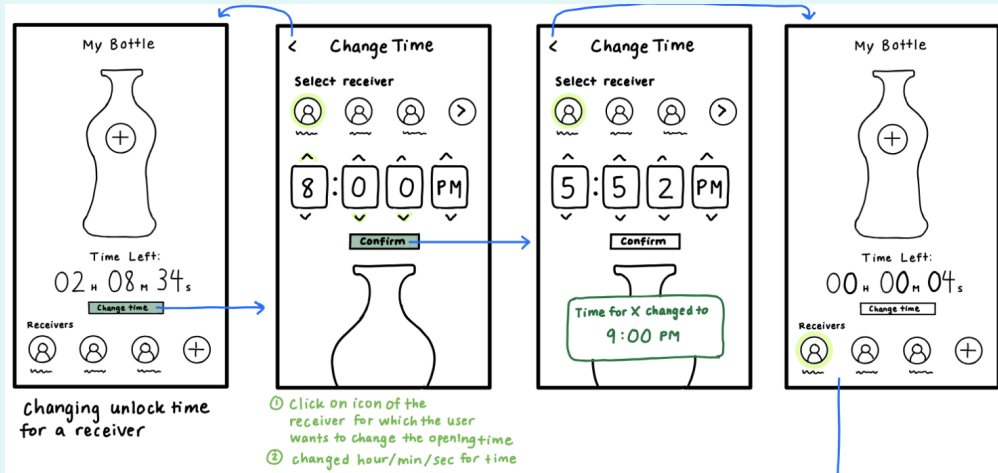 My Bottle
Time Left:
02 H 08 M 34 S
Change time
Receivers
Changing unlock time
for a receiver
< Change Time
Select receiver
>
8 : 0 0 PM
Confirm
① Click on icon of the
receiver for which the user
wants to change the opening time
② changed hour/min/sec for time
< Change Time
Select receiver
>
5 : 5 2 PM
Confirm
Time for X changed to
9:00 PM
My Bottle
Time Left:
00 H 00 M 04 S
Change time
Receivers